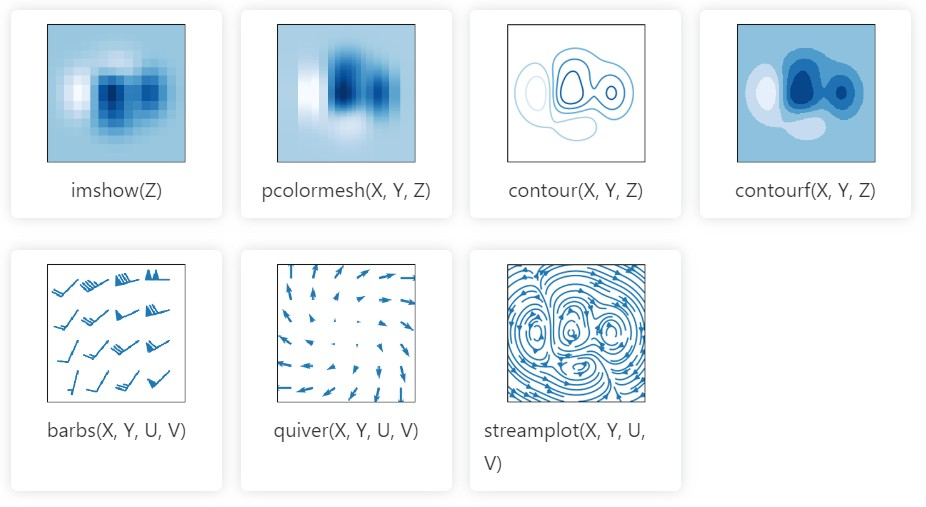 imshow(Z)
pcolormesh(X, Y, Z)
contour(X, Y, Z)
contourf(X, Y, Z)
barbs(X, Y, U, V)
quiver(X, Y, U, V)
streamplot(X, Y, U,
V)